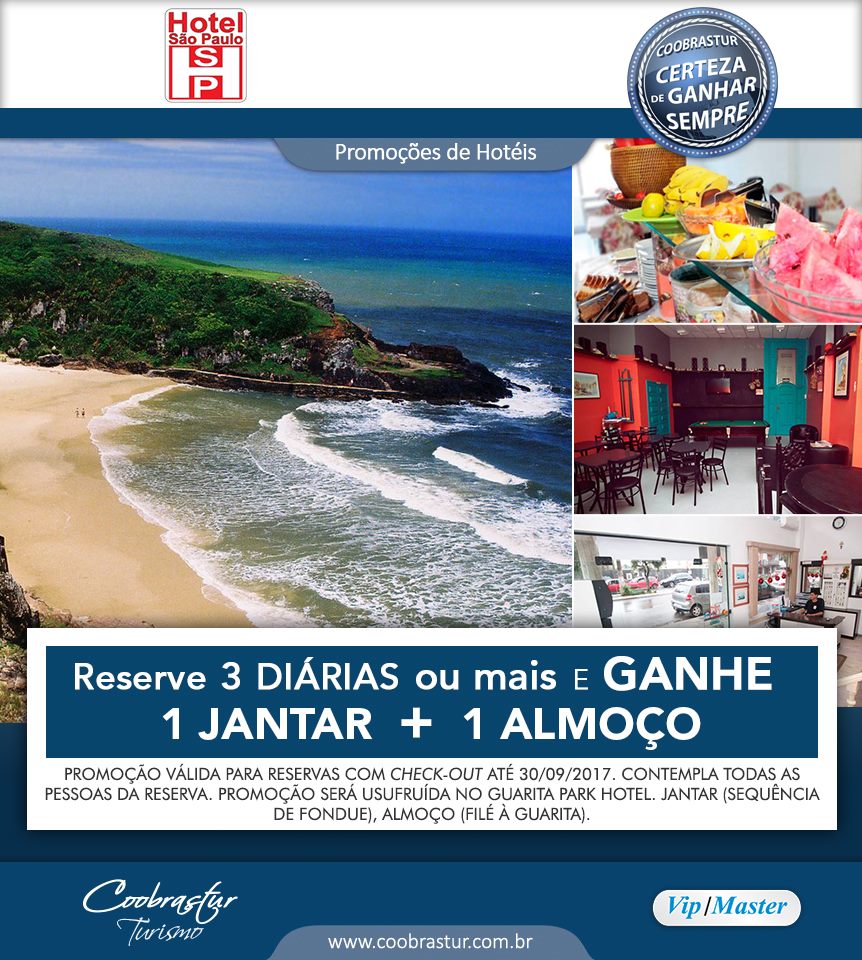 Hotel
São Paulo
S
P
COOBRASTUR
CERTEZA
DE GANHAR
SEMPRE
Promoções de Hotéis
Reserve 3 DIÁRIAS ou mais E GANHE
1 JANTAR + 1 ALMOÇO
PROMOÇÃO VÁLIDA PARA RESERVAS COM CHECK-OUT ATÉ 30/09/2017. CONTEMPLA TODAS AS
PESSOAS DA RESERVA. PROMOÇÃO SERÁ USUFRUÍDA NO GUARITA PARK HOTEL. JANTAR (SEQUÊNCIA
DE FONDUE), ALMOÇO (FILÉ À GUARITA).
Coobrastur
Turismo
Vip/Master
www.coobrastur.com.br